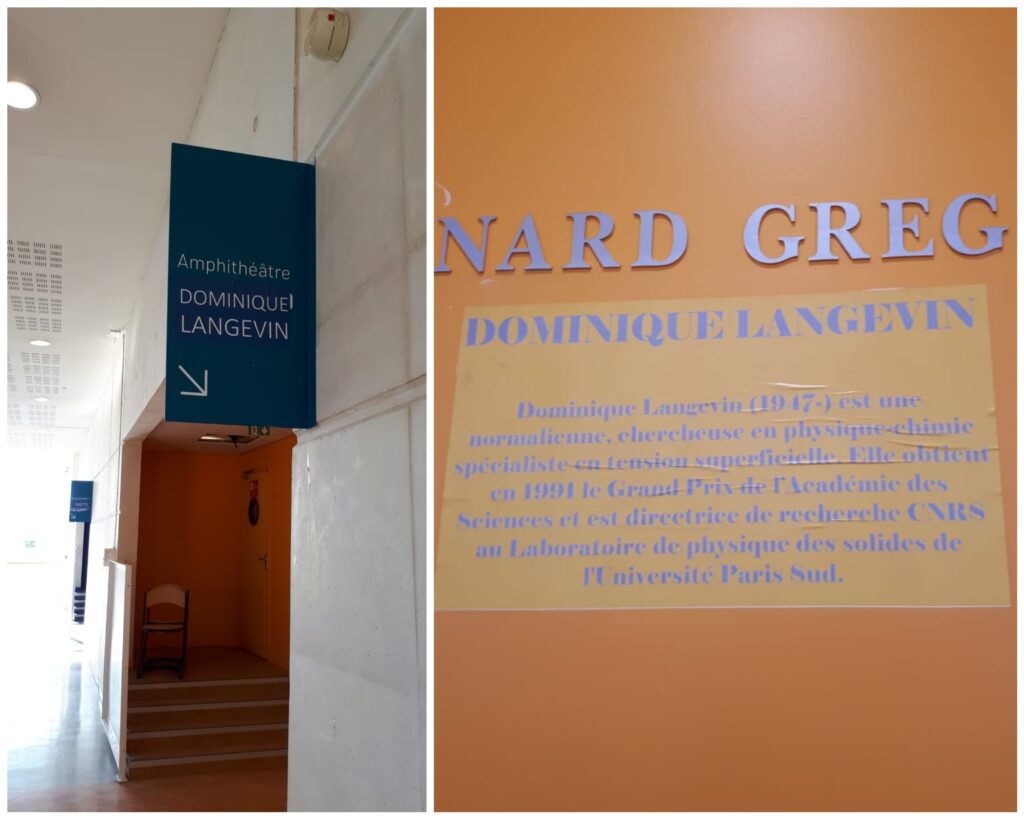 Amphithéâtre
DOMINIQUE
LANGEVIN
NARD GREG
DOMINIQUE LANGEVIN
Dominique Langevin (1947-) est une
normalienne, chercheuse en physique-chimie
spécialiste en tension superficielle. Elle obtient
en 1991 le Grand Prix de l'Académie des
Sciences et est directrice de recherche CNRS
au Laboratoire de physique des solides de
l'Université Paris Sud.